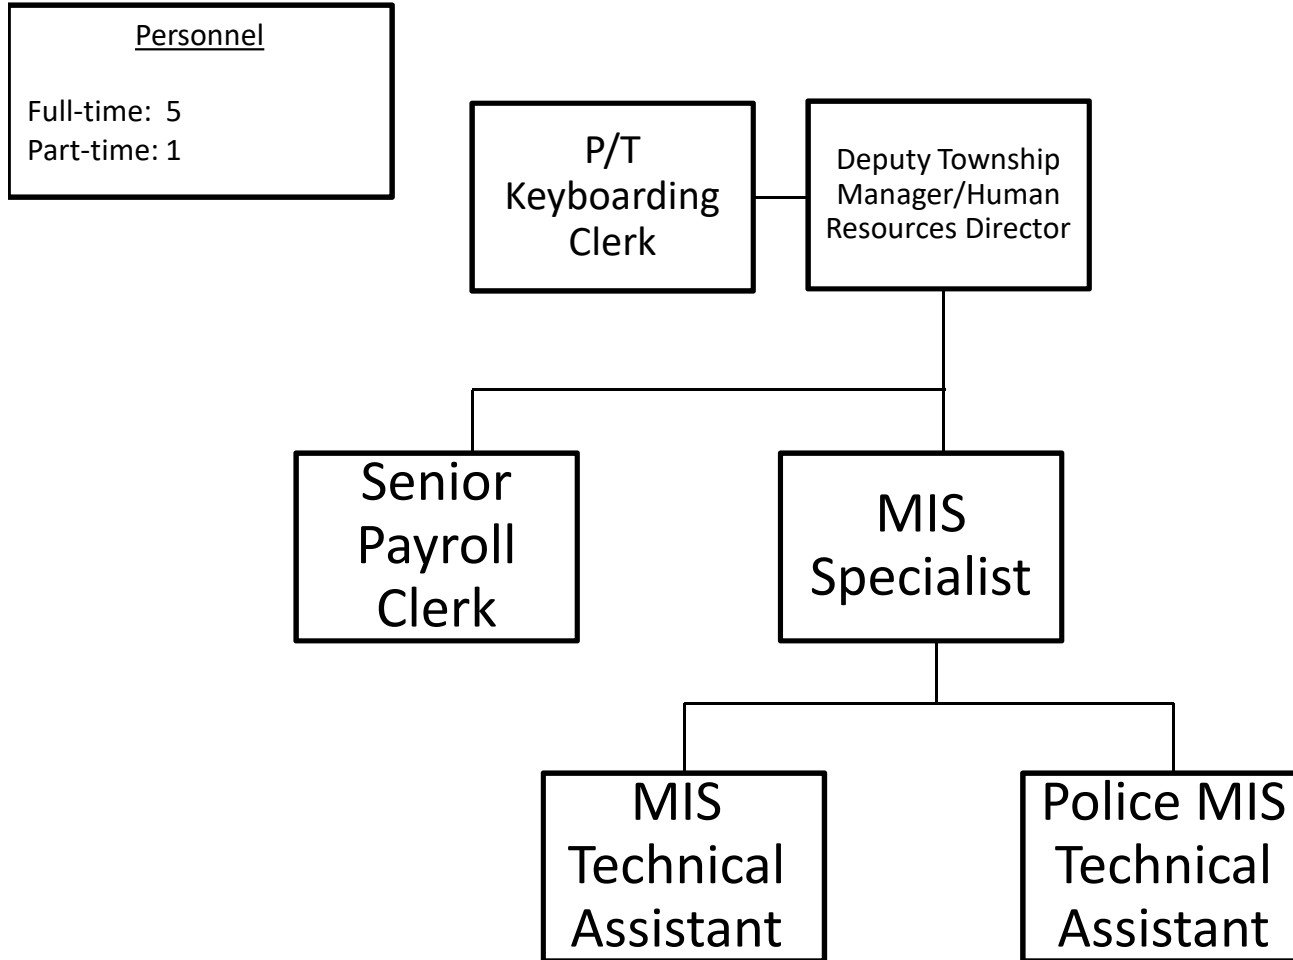 Personnel
Full-time: 5
Part-time: 1
P/T
Keyboarding
Clerk
Deputy Township
Manager/Human
Resources Director
Senior
Payroll
Clerk
MIS
Specialist
MIS
Technical
Assistant
Police MIS
Technical
Assistant